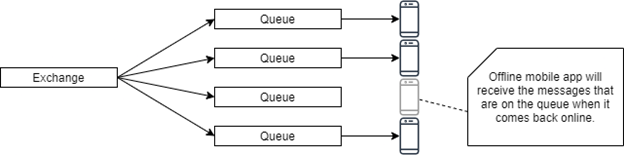 Queue
Queue
Exchange
Queue
Queue
Offline mobile app will
receive the messages that
are on the queue when it
comes back online.